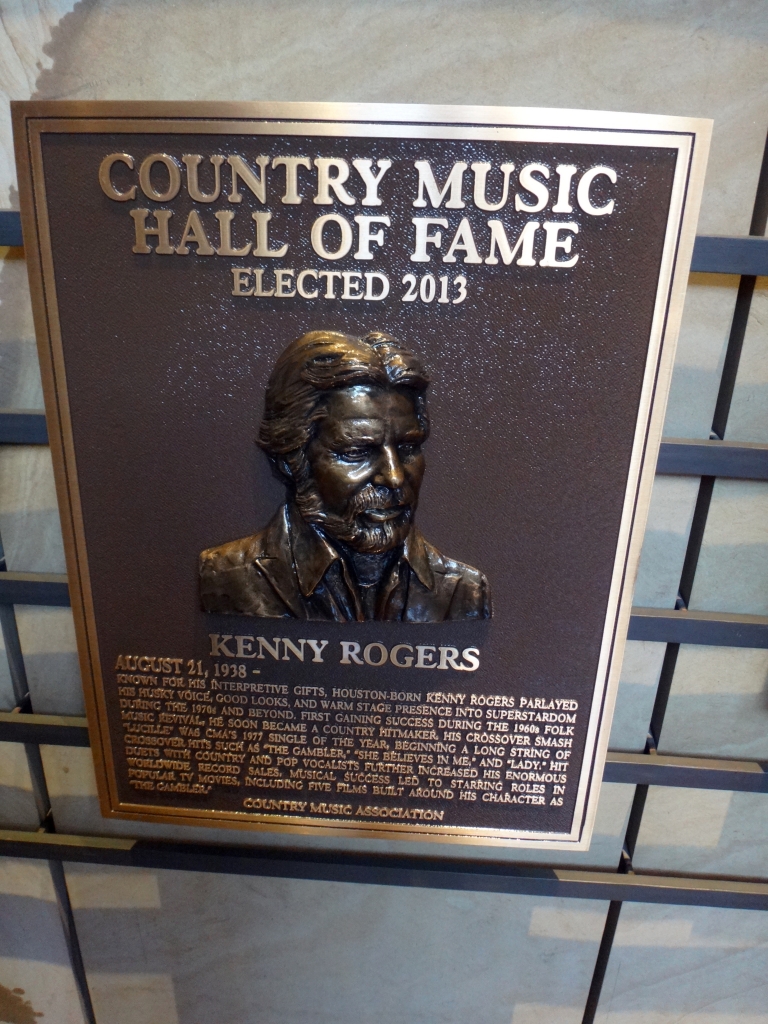 COUNTRY MUSIC
HALL OF FAME
ELECTED 2013
KENNY ROGERS
AUGUST 21, 1938 –
KNOWN FOR HIS INTERPRETIVE GIFTS, HOUSTON-BORN KENNY ROGERS PARLAYED
HIS HUSKY VOICE, GOOD LOOKS, AND WARM STAGE PRESENCE INTO SUPERSTARDOM
DURING THE 1970s AND BEYOND. FIRST GAINING SUCCESS DURING THE 1960s FOLK
MUSIC REVIVAL, HE SOON BECAME A COUNTRY HITMAKER. HIS CROSSOVER SMASH
"LUCILLE" WAS CMA'S 1977 SINGLE OF THE YEAR, BEGINNING A LONG STRING OF
CROSSOVER HITS SUCH AS "THE GAMBLER," "SHE BELIEVES IN ME," AND "LADY." HIT
DUETS WITH COUNTRY AND POP VOCALISTS FURTHER INCREASED HIS ENORMOUS
WORLDWIDE RECORD SALES. MUSICAL SUCCESS LED TO STARRING ROLES IN
POPULAR TV MOVIES, INCLUDING FIVE FILMS BUILT AROUND HIS CHARACTER AS
"THE GAMBLER."
COUNTRY MUSIC ASSOCIATION